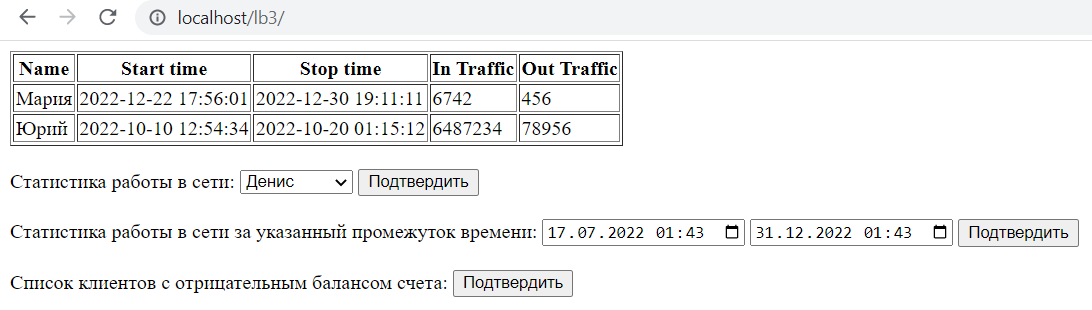 localhost/lb3/
Name Start time Stop time In Traffic Out Traffic
Мария 2022-12-22 17:56:01 2022-12-30 19:11:11 6742 456
Юрий 2022-10-10 12:54:34 2022-10-20 01:15:12 6487234 78956
Статистика работы в сети: Денис Подтвердить
Статистика работы в сети за указанный промежуток времени: 17.07.2022 01:43 31.12.2022 01:43 Подтвердить
Список клиентов с отрицательным балансом счета: Подтвердить